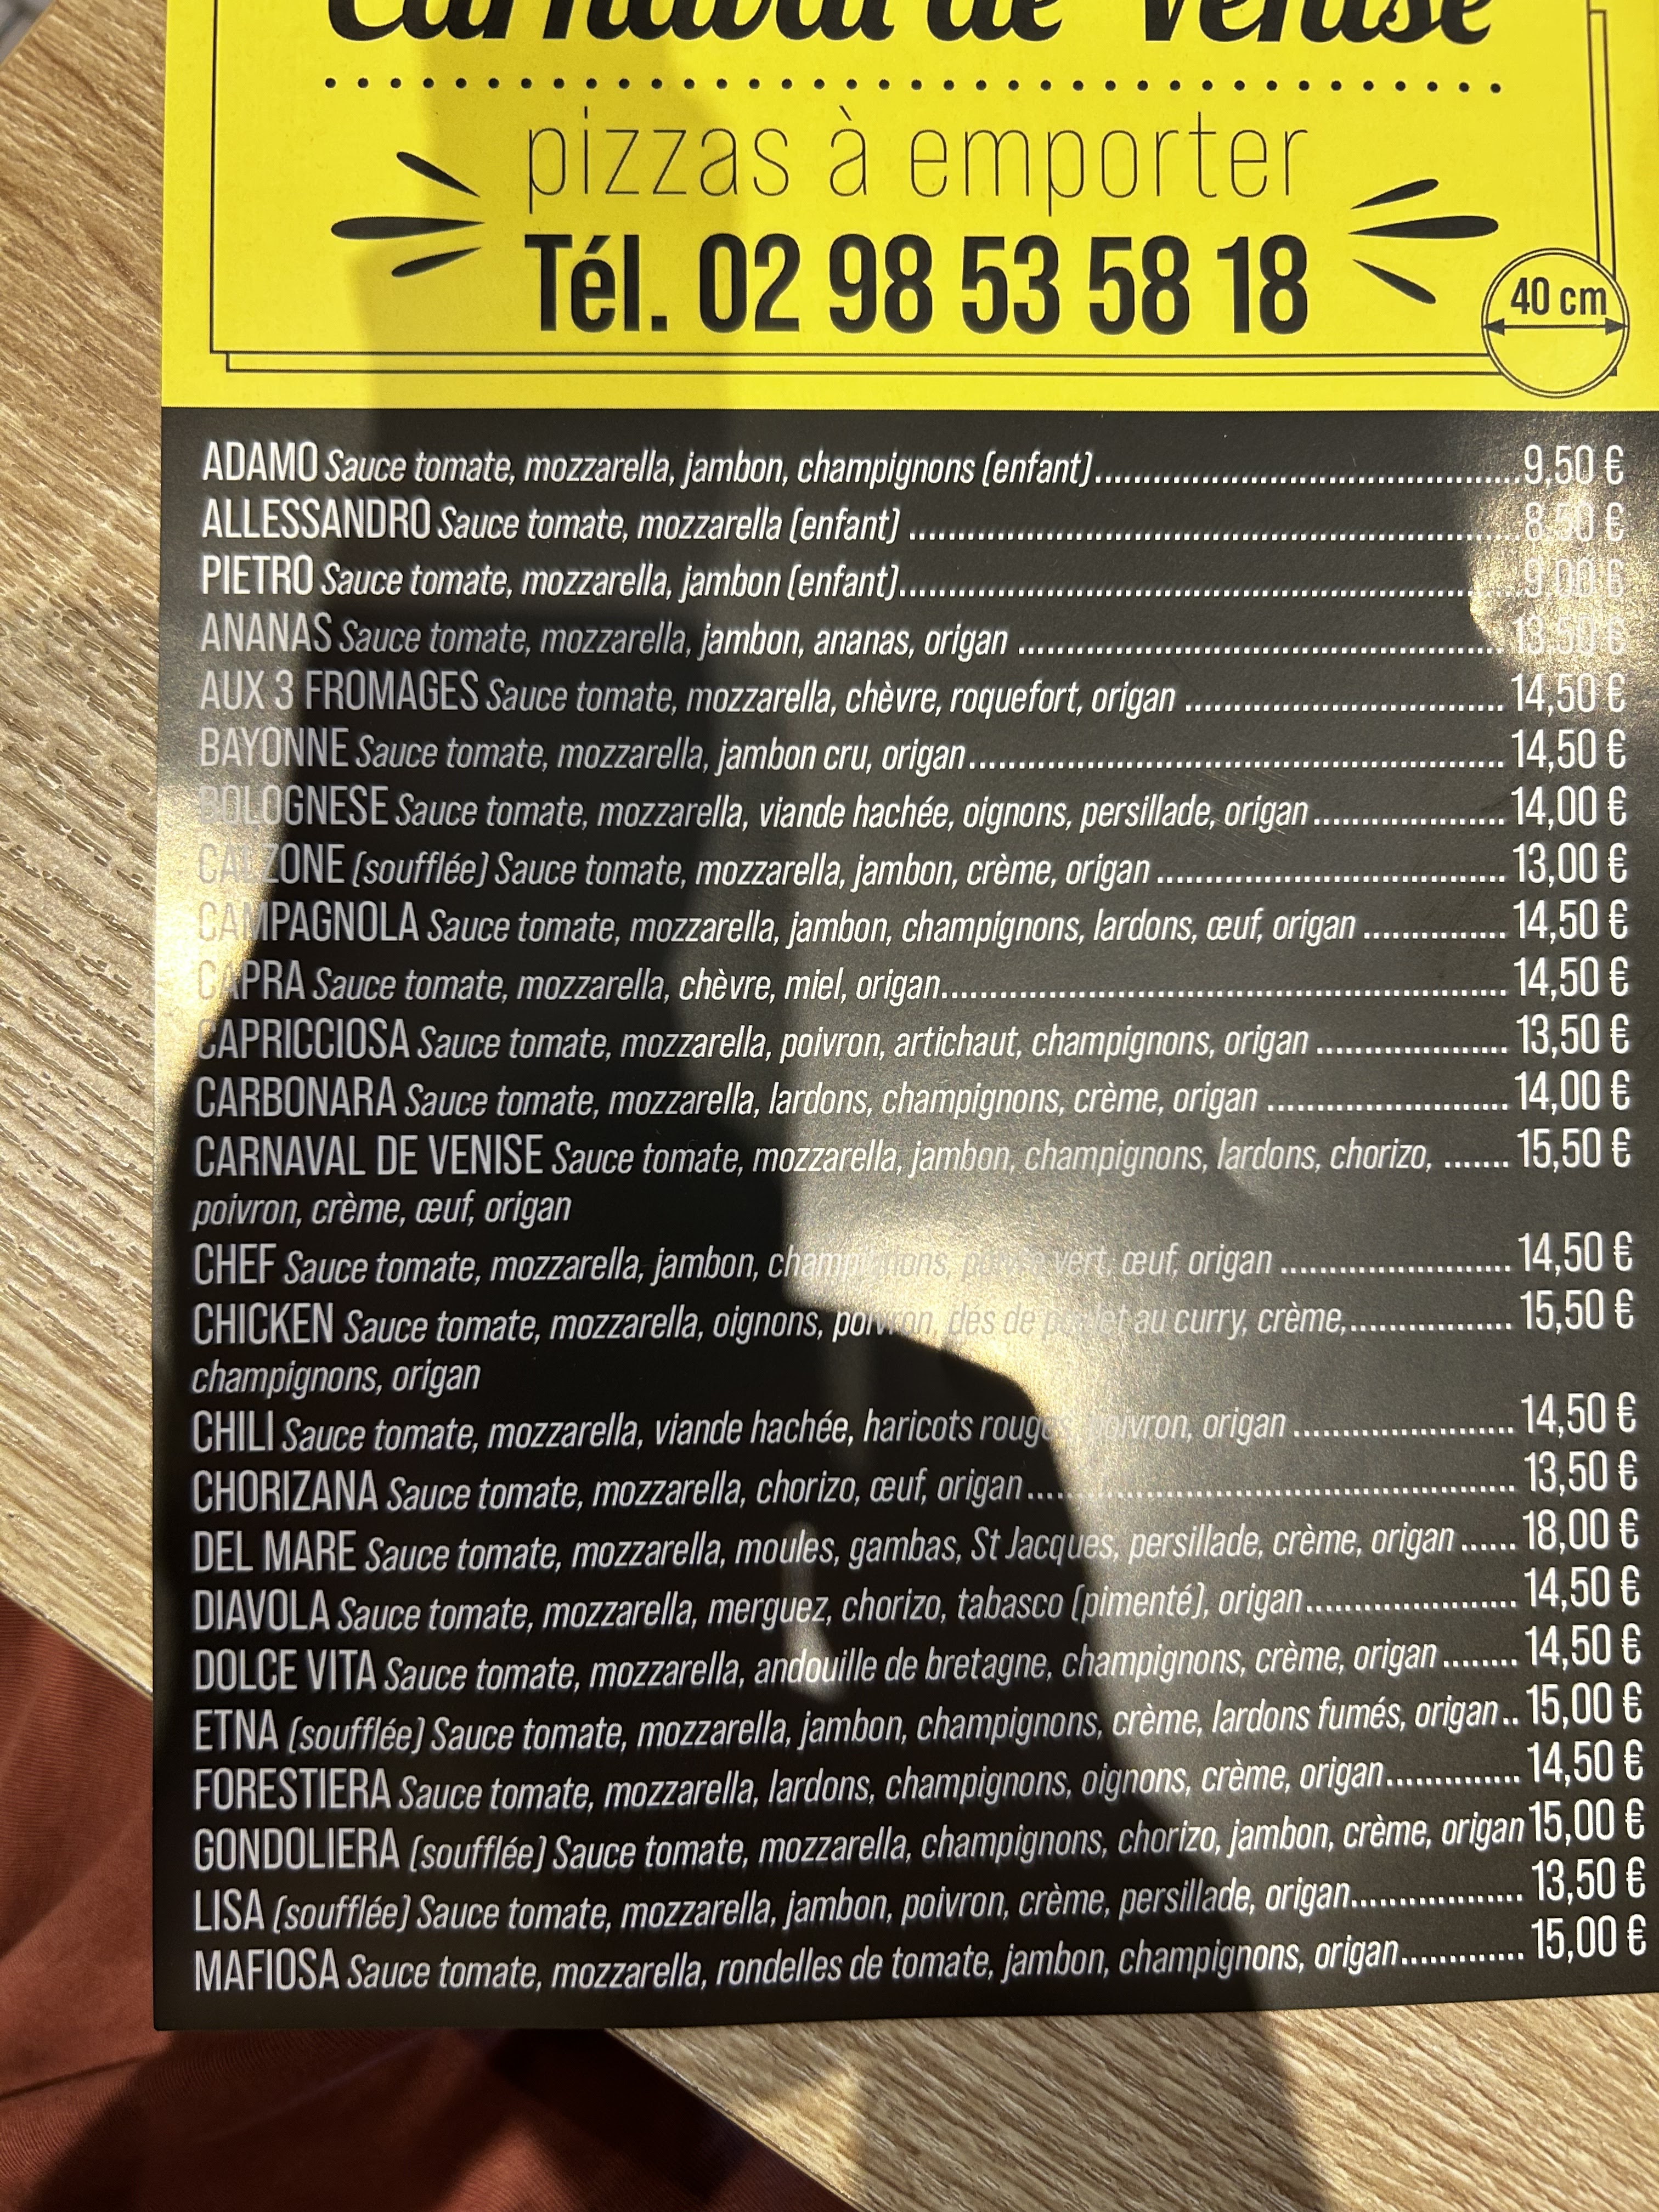 Carnaval de Venise
pizzas à emporter
Tél. 02 98 53 58 18
40 cm
ADAMO Sauce tomate, mozzarella, jambon, champignons (enfant) 9,50 €
ALLESSANDRO Sauce tomate, mozzarella (enfant) 8,50 €
PIETRO Sauce tomate, mozzarella, jambon (enfant) 9,00 €
ANANAS Sauce tomate, mozzarella, jambon, ananas, origan 13,50 €
AUX 3 FROMAGES Sauce tomate, mozzarella, chèvre, roquefort, origan 14,50 €
BAYONNE Sauce tomate, mozzarella, jambon cru, origan 14,50 €
BOLOGNESE Sauce tomate, mozzarella, viande hachée, oignons, persillade, origan 14,00 €
CALZONE (soufflée) Sauce tomate, mozzarella, jambon, crème, origan 13,00 €
CAMPAGNOLA Sauce tomate, mozzarella, jambon, champignons, lardons, œuf, origan 14,50 €
CAPRA Sauce tomate, mozzarella, chèvre, miel, origan 14,50 €
CAPRICCIOSA Sauce tomate, mozzarella, poivron, artichaut, champignons, origan 13,50 €
CARBONARA Sauce tomate, mozzarella, lardons, champignons, crème, origan 14,00 €
CARNAVAL DE VENISE Sauce tomate, mozzarella, jambon, champignons, lardons, chorizo, 15,50 €
poivron, crème, œuf, origan
CHEF Sauce tomate, mozzarella, jambon, champignons, poivre vert, œuf, origan 14,50 €
CHICKEN Sauce tomate, mozzarella, oignons, poivron, dés de poulet au curry, crème, 15,50 €
champignons, origan
CHILI Sauce tomate, mozzarella, viande hachée, haricots rouges, poivron, origan 14,50 €
CHORIZANA Sauce tomate, mozzarella, chorizo, œuf, origan 13,50 €
DEL MARE Sauce tomate, mozzarella, moules, gambas, St Jacques, persillade, crème, origan 18,00 €
DIAVOLA Sauce tomate, mozzarella, merguez, chorizo, tabasco (pimenté), origan 14,50 €
DOLCE VITA Sauce tomate, mozzarella, andouille de bretagne, champignons, crème, origan 14,50 €
ETNA (soufflée) Sauce tomate, mozzarella, jambon, champignons, crème, lardons fumés, origan 15,00 €
FORESTIERA Sauce tomate, mozzarella, lardons, champignons, oignons, crème, origan 14,50 €
GONDOLIERA (soufflée) Sauce tomate, mozzarella, champignons, chorizo, jambon, crème, origan 15,00 €
LISA (soufflée) Sauce tomate, mozzarella, jambon, poivron, crème, persillade, origan 13,50 €
MAFIOSA Sauce tomate, mozzarella, rondelles de tomate, jambon, champignons, origan 15,00 €